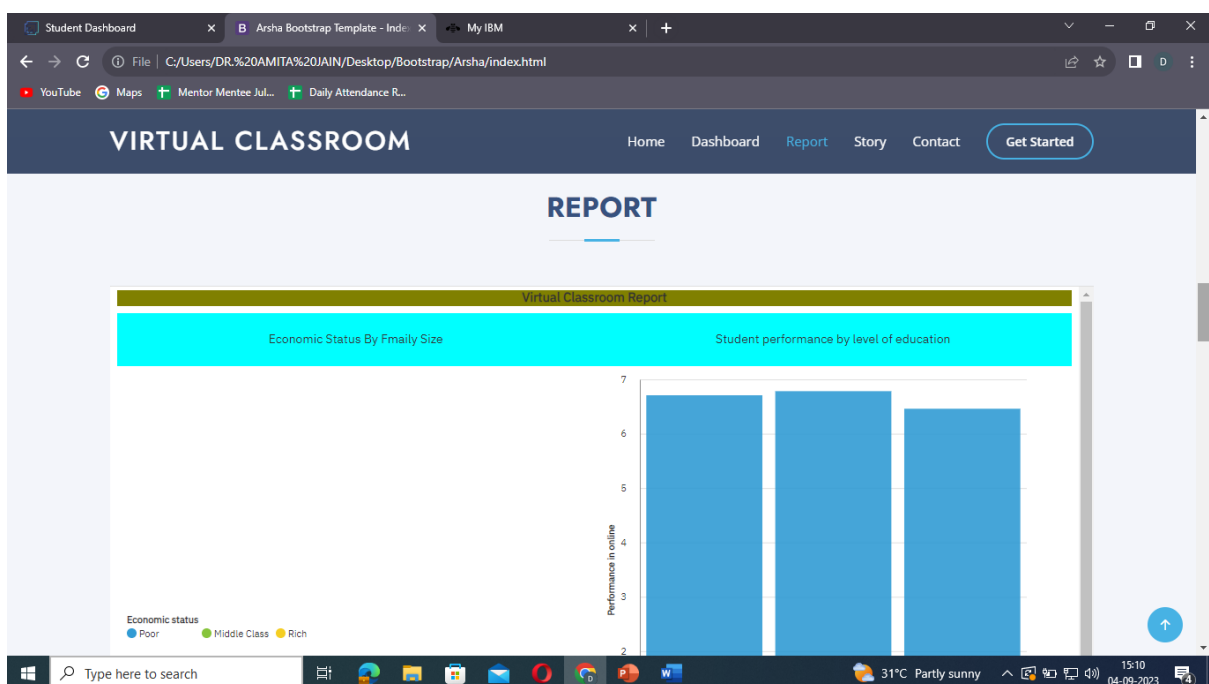 Student Dashboard
Arsha Bootstrap Template - Inde
My IBM
File | C:/Users/DR.%20AMITA%20JAIN/Desktop/Bootstrap/Arsha/index.html
D
YouTube
Maps
Mentor Mentee Jul...
Daily Attendance R...
VIRTUAL CLASSROOM
Home
Dashboard
Report
Story
Contact
Get Started
REPORT
Virtual Classroom Report
Economic Status By Fmaily Size
Student performance by level of education
7
6
5
4
3
2
Performance in online
Economic status
Poor
Middle Class
Rich
Type here to search
31°C Partly sunny
15:10
04-09-2023
4